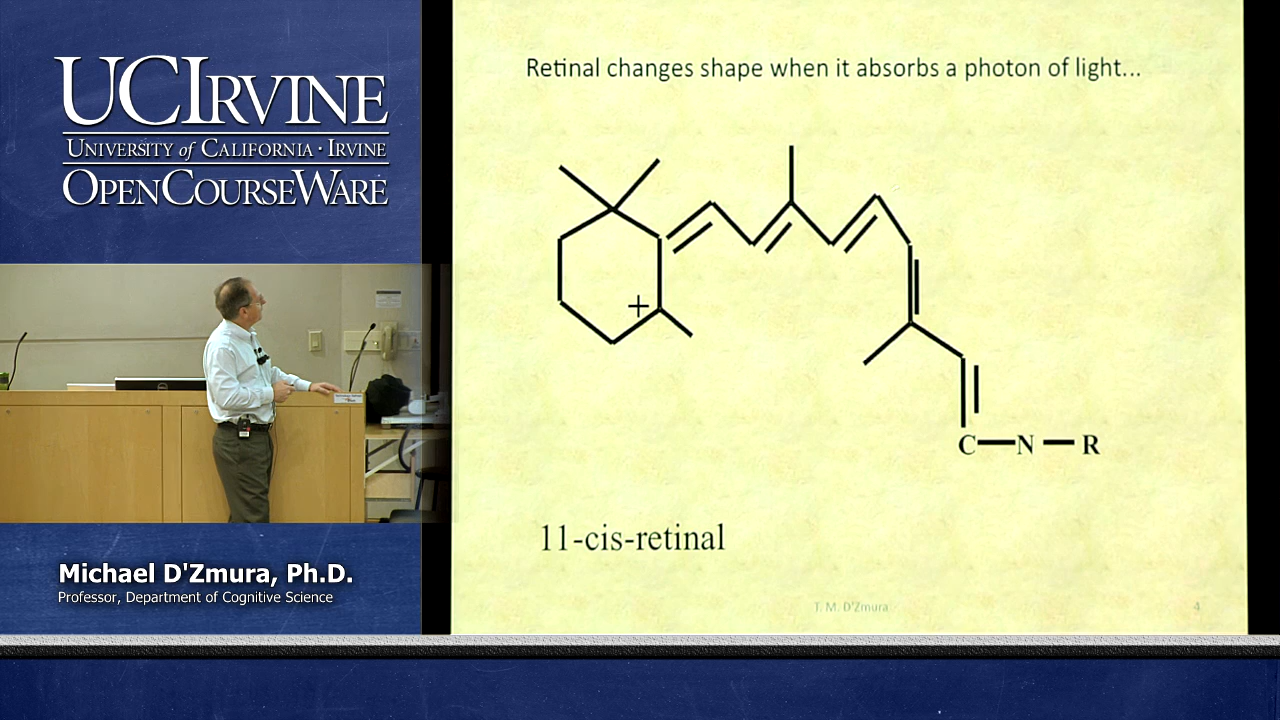 UCIRVINE
UNIVERSITY of CALIFORNIA · IRVINE
OPENCOURSEWARE
Michael D'Zmura, Ph.D.
Professor, Department of Cognitive Science
Retinal changes shape when it absorbs a photon of light...
+
C — N — R
11-cis-retinal
T. M. D'Zmura
4